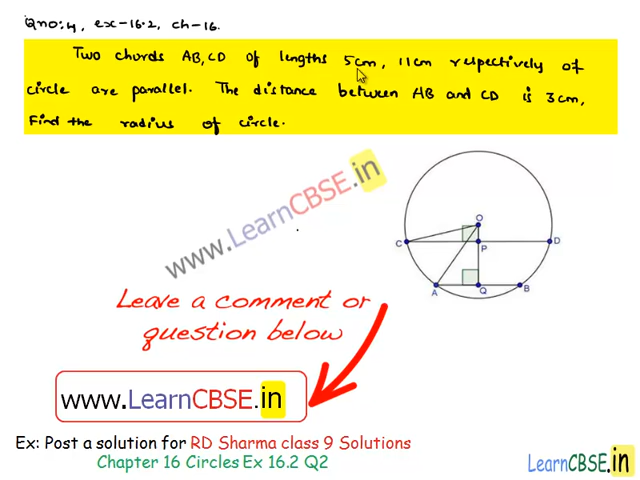 Qno:4, ex-16.2, ch-16.
Two chords AB, CD of lengths 5cm, 11cm respectively of
circle are parallel. The distance between AB and CD is 3cm,
Find the radius of circle.
www.LearnCBSE.in
O
C
P
D
A
Q
B
Leave a comment or
question below
www.LearnCBSE.in
Ex: Post a solution for RD Sharma class 9 Solutions
Chapter 16 Circles Ex 16.2 Q2
LearnCBSE.in